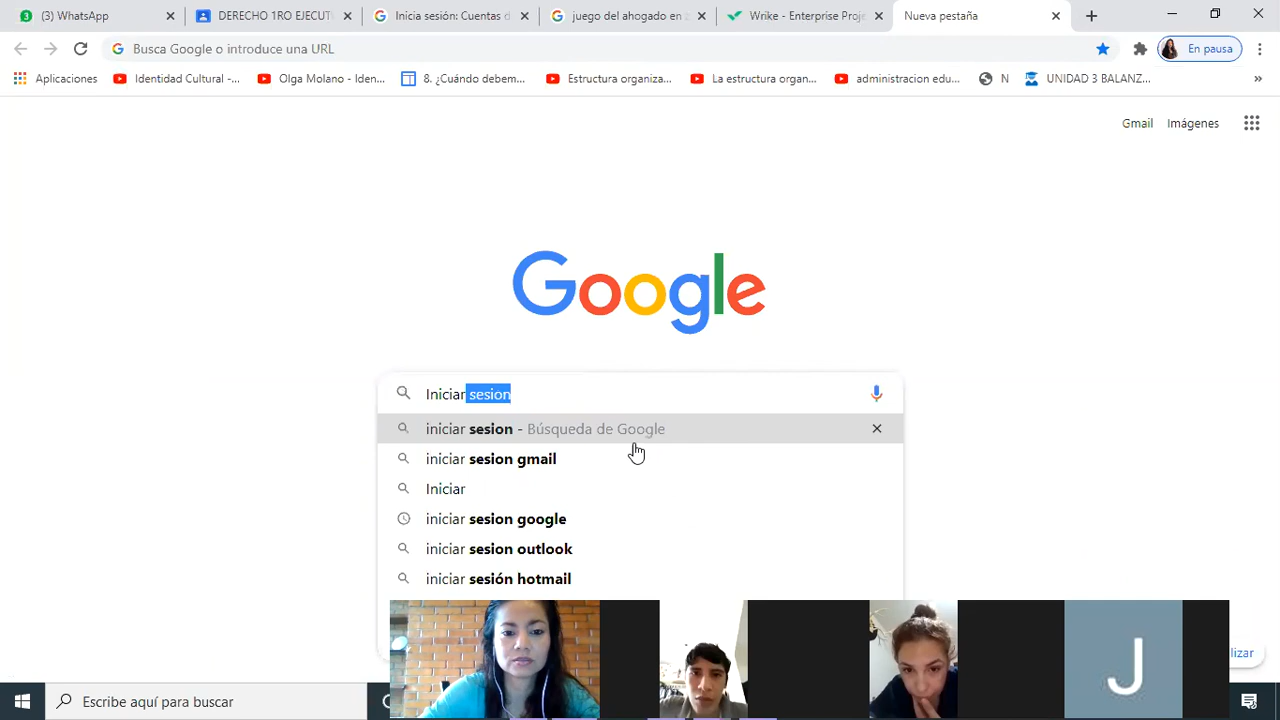 (3) WhatsApp
DERECHO 1RO EJECUTI
Inicia sesión: Cuentas d
juego del ahogado en z
Wrike - Enterprise Proje
Nueva pestaña
Busca Google o introduce una URL
En pausa
Aplicaciones
Identidad Cultural -...
Olga Molano - Iden...
8. ¿Cuándo debem...
Estructura organiza...
La estructura organ...
administracion edu...
N
UNIDAD 3 BALANZ...
»
Gmail
Imágenes
Google
Iniciar sesion
iniciar sesion - Búsqueda de Google
iniciar sesion gmail
Iniciar
iniciar sesion google
iniciar sesion outlook
iniciar sesión hotmail
J
lizar
Escribe aquí para buscar